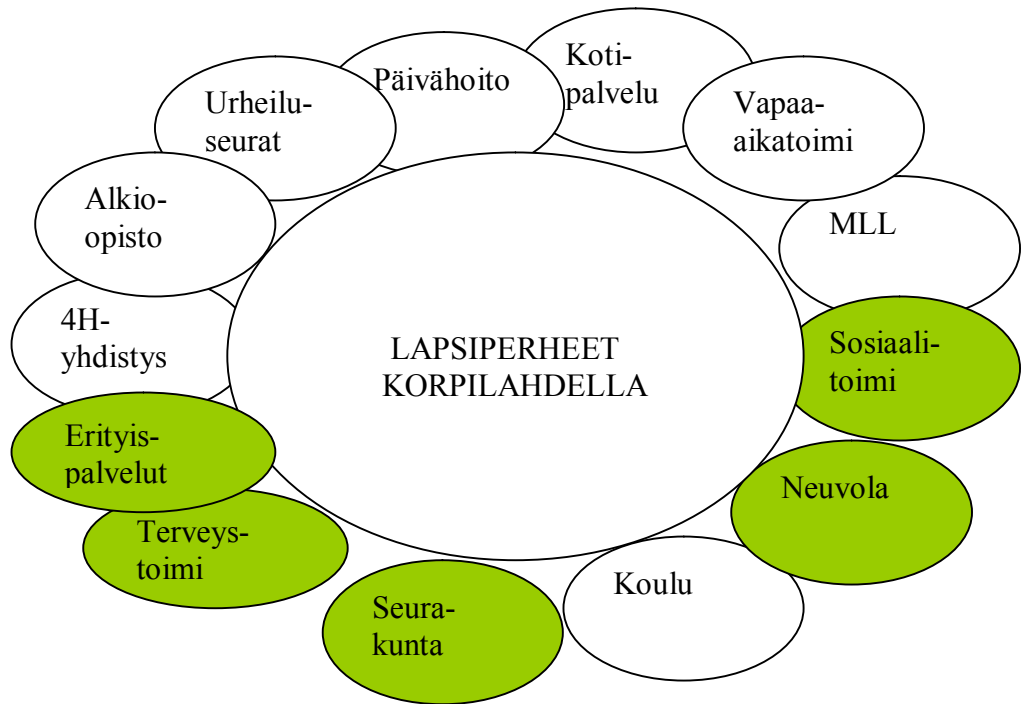 Koti-
palvelu
Päivähoito
Urheilu-
seurat
Vapaa-
aikatoimi
Alkio-
opisto
MLL
4H-
yhdistys
LAPSIPERHEET
KORPILAHDELLA
Sosiaali-
toimi
Erityis-
palvelut
Neuvola
Terveys-
toimi
Koulu
Seura-
kunta